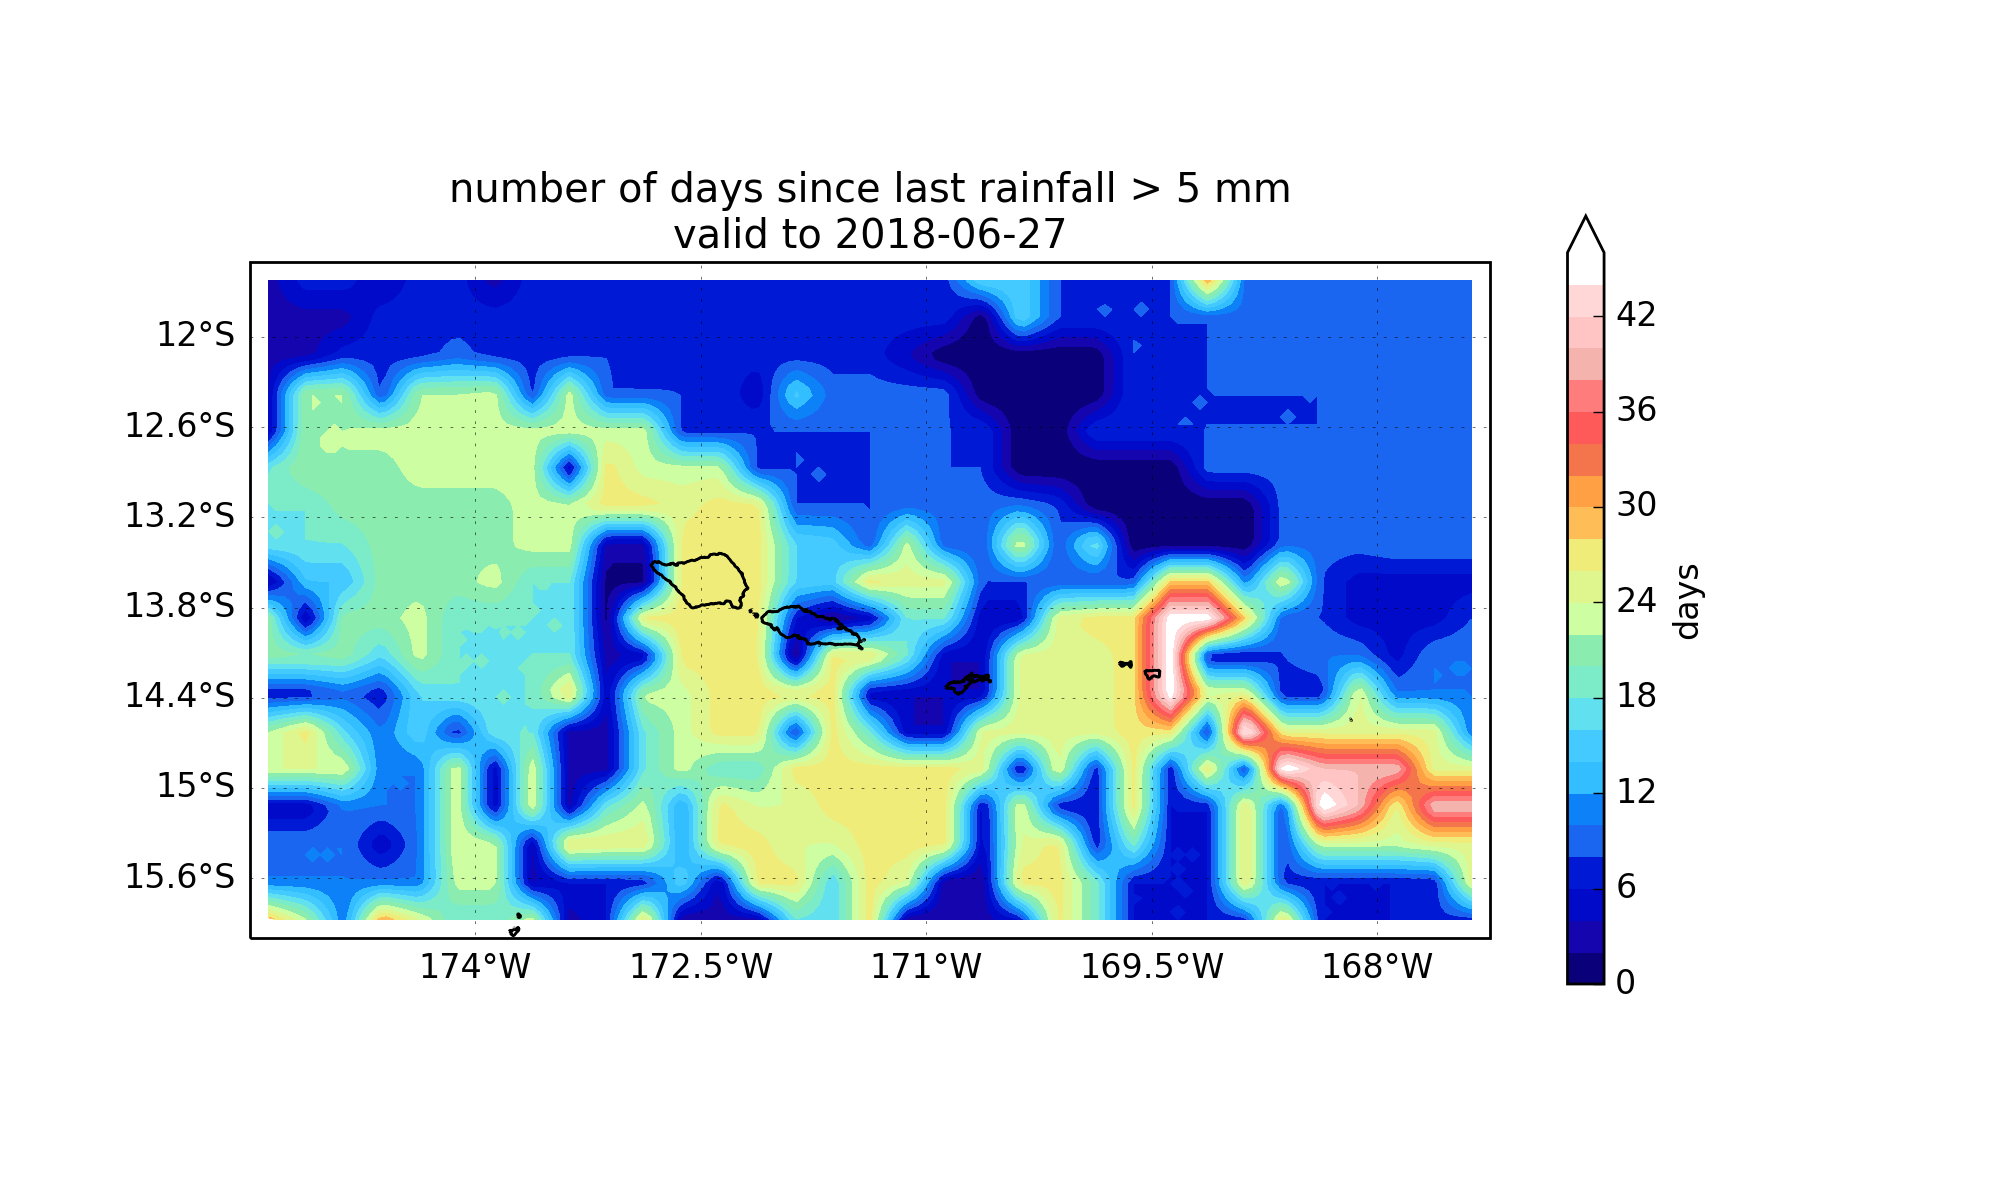 number of days since last rainfall > 5 mm
valid to 2018-06-27
12°S
12.6°S
13.2°S
13.8°S
14.4°S
15°S
15.6°S
174°W
172.5°W
171°W
169.5°W
168°W
42
36
30
24
18
12
6
0
days